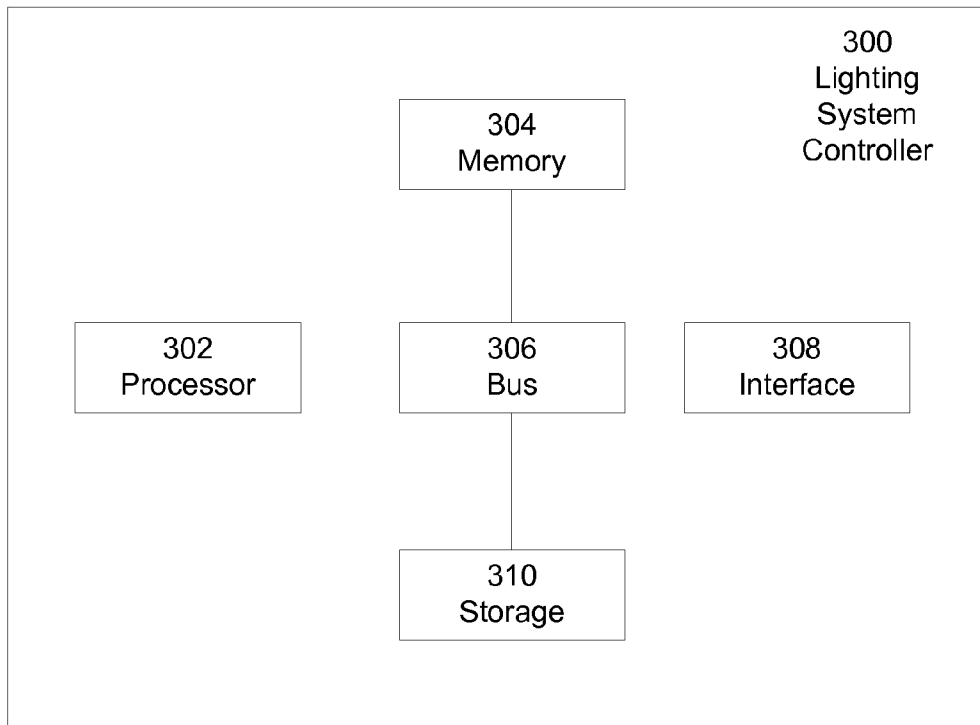 300
Lighting
System
Controller
304
Memory
302
Processor
306
Bus
308
Interface
310
Storage